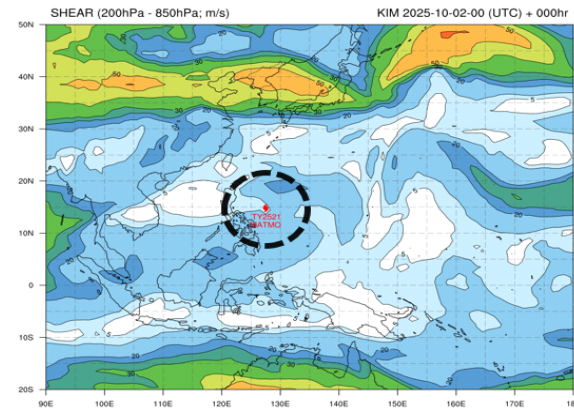 SHEAR (200hPa - 850hPa; m/s) KIM 2025-10-02-00 (UTC) + 000hr
50N
40N
30N
20N
10N
0
10S
20S
TY2521
MATMO
90E 100E 110E 120E 130E 140E 150E 160E 170E